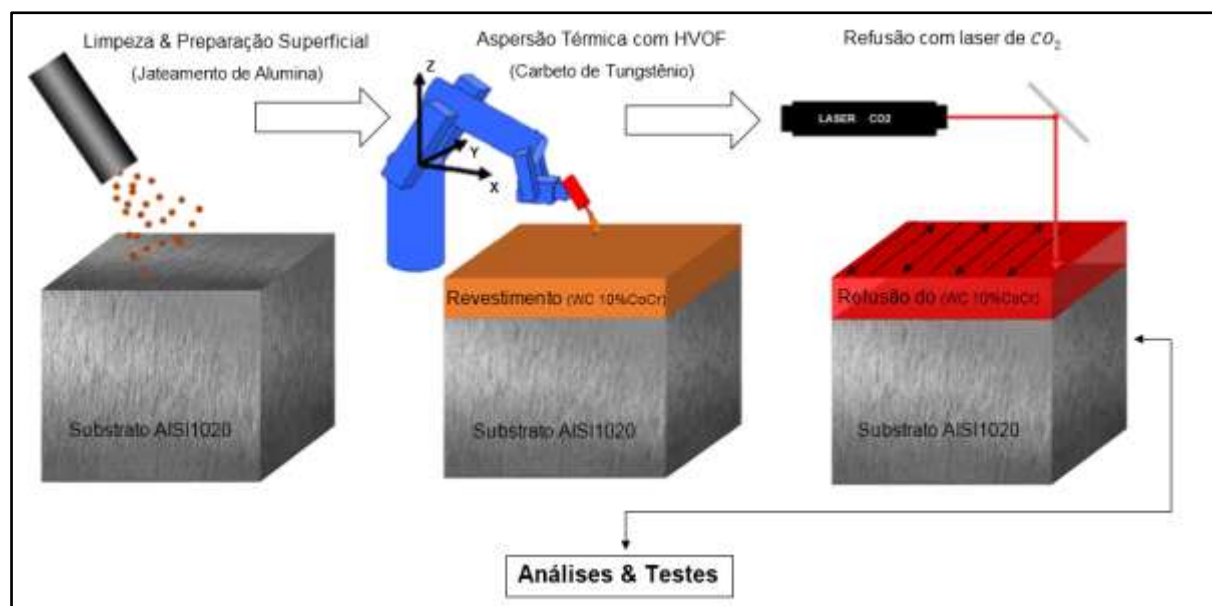 Limpeza & Preparação Superficial
(Jateamento de Alumina)
Aspersão Térmica com HVOF
(Carbeto de Tungstênio)
Refusão com laser de CO₂
Z
Y
X
LASER CO2
Revestimento (WC 10%CoCr)
Refusão do (WC 10%CoCr)
Substrato AISI1020
Substrato AISI1020
Substrato AISI1020
Análises & Testes